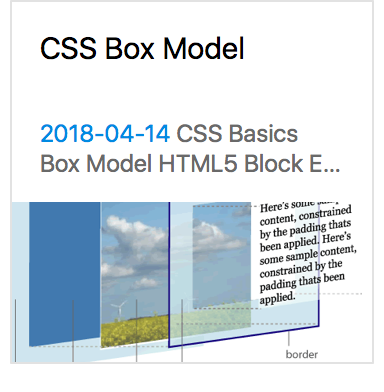 CSS Box Model
2018-04-14 CSS Basics
Box Model HTML5 Block E...
Here's some sample
content, constrained
by the padding thats
been applied. Here's
some sample content,
constrained by the
padding thats been
applied.
border